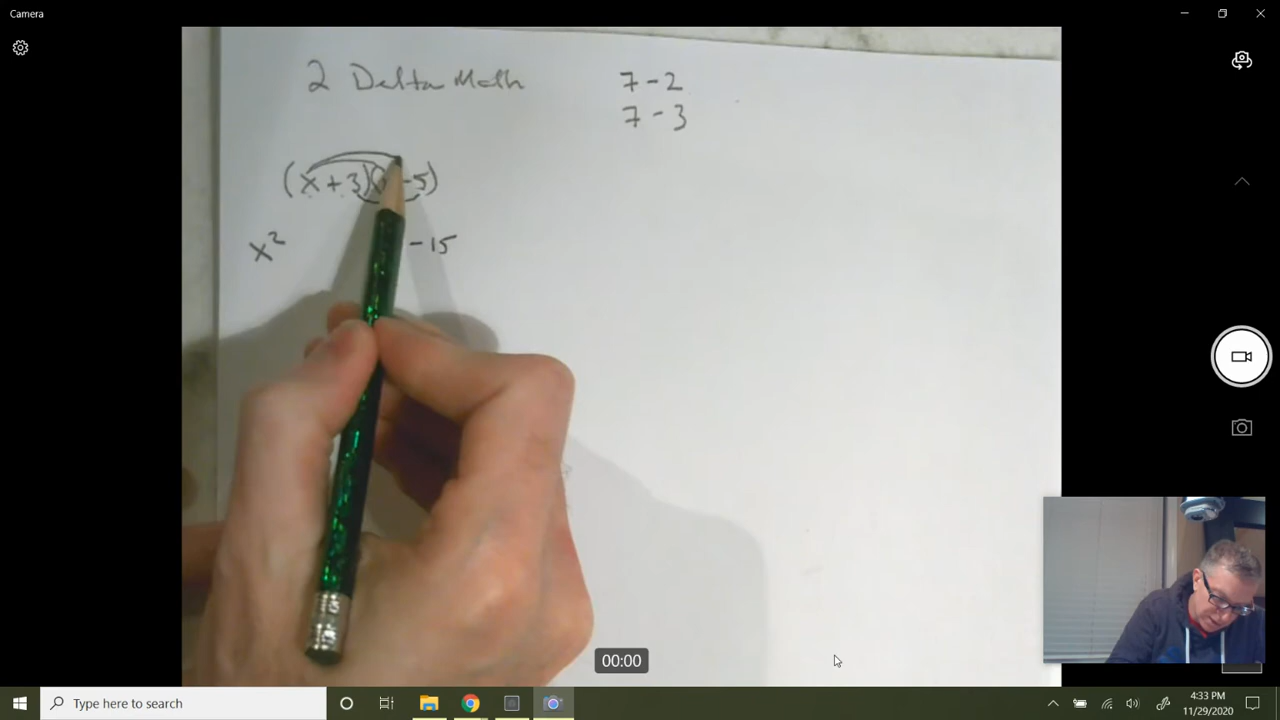 Camera
2 Delta Math
7-2
7-3
(x+3)( -5)
x² -15
00:00
Type here to search
4:33 PM
11/29/2020